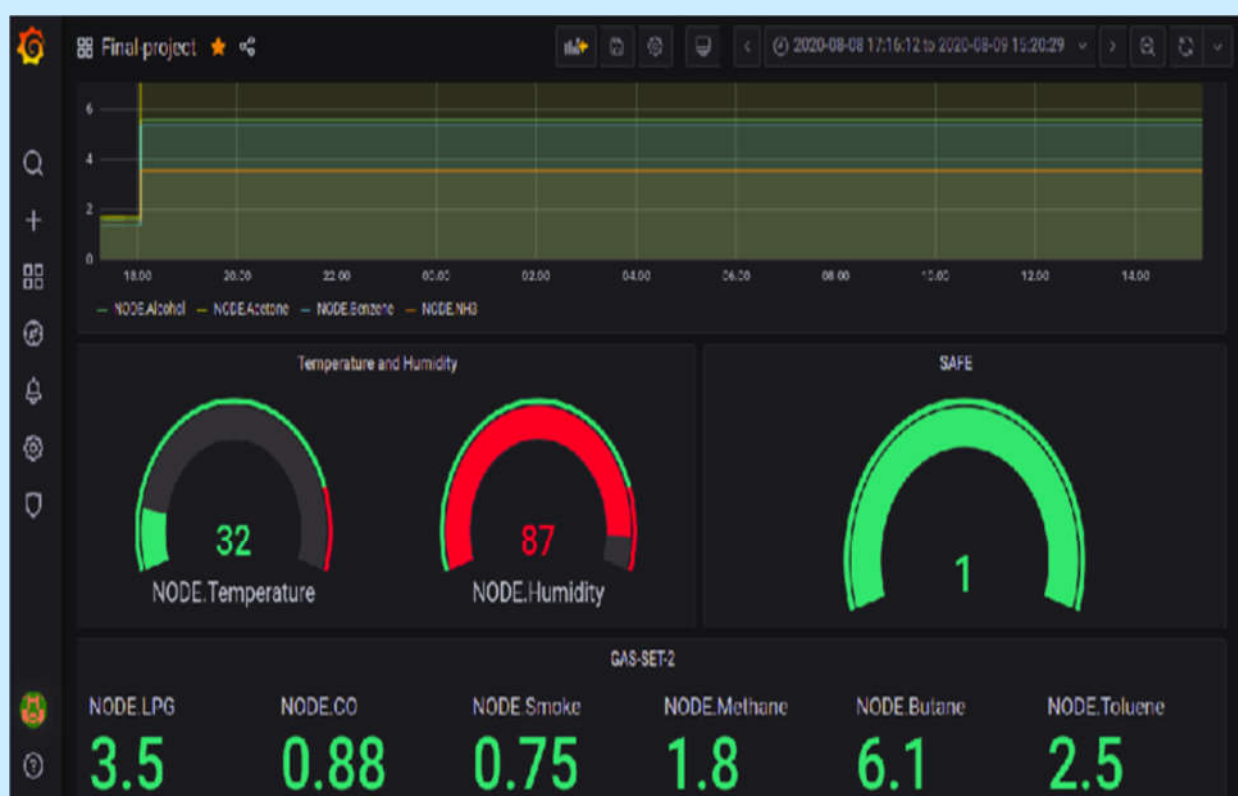 Final-project
2020-08-08 17:16:12 to 2020-08-09 15:20:29
6
4
2
0
18:00 20:00 22:00 00:00 02:00 04:00 06:00 08:00 10:00 12:00 14:00
NODE.Alcohol NODE.Acetone NODE.Benzene NODE.NH3
Temperature and Humidity
SAFE
32
87
1
NODE.Temperature
NODE.Humidity
GAS-SET-2
NODE.LPG NODE.CO NODE.Smoke NODE.Methane NODE.Butane NODE.Toluene
3.5 0.88 0.75 1.8 6.1 2.5